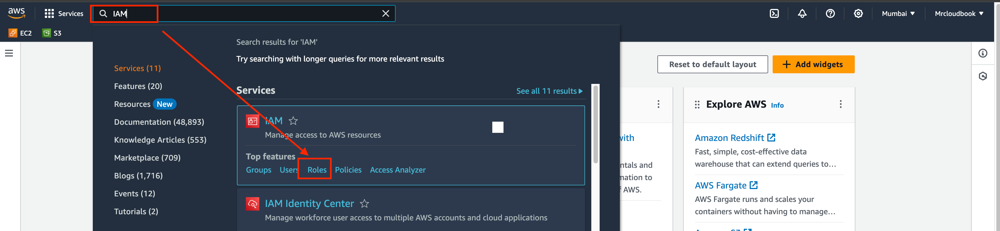 aws
Services
IAM
Mumbai
Mrcloudbook
EC2
S3
Search results for 'IAM'
Try searching with longer queries for more relevant results
Services (11)
Features (20)
Resources New
Documentation (48,893)
Knowledge Articles (553)
Marketplace (709)
Blogs (1,716)
Events (12)
Tutorials (2)
Services
See all 11 results
IAM
Manage access to AWS resources
Top features
Groups Users Roles Policies Access Analyzer
IAM Identity Center
Manage workforce user access to multiple AWS accounts and cloud applications
Reset to default layout
+ Add widgets
with
ntals and
mation to
f AWS.
Explore AWS Info
Amazon Redshift
Fast, simple, cost-effective data
warehouse that can extend queries to...
AWS Fargate
AWS Fargate runs and scales your
containers without having to manage...